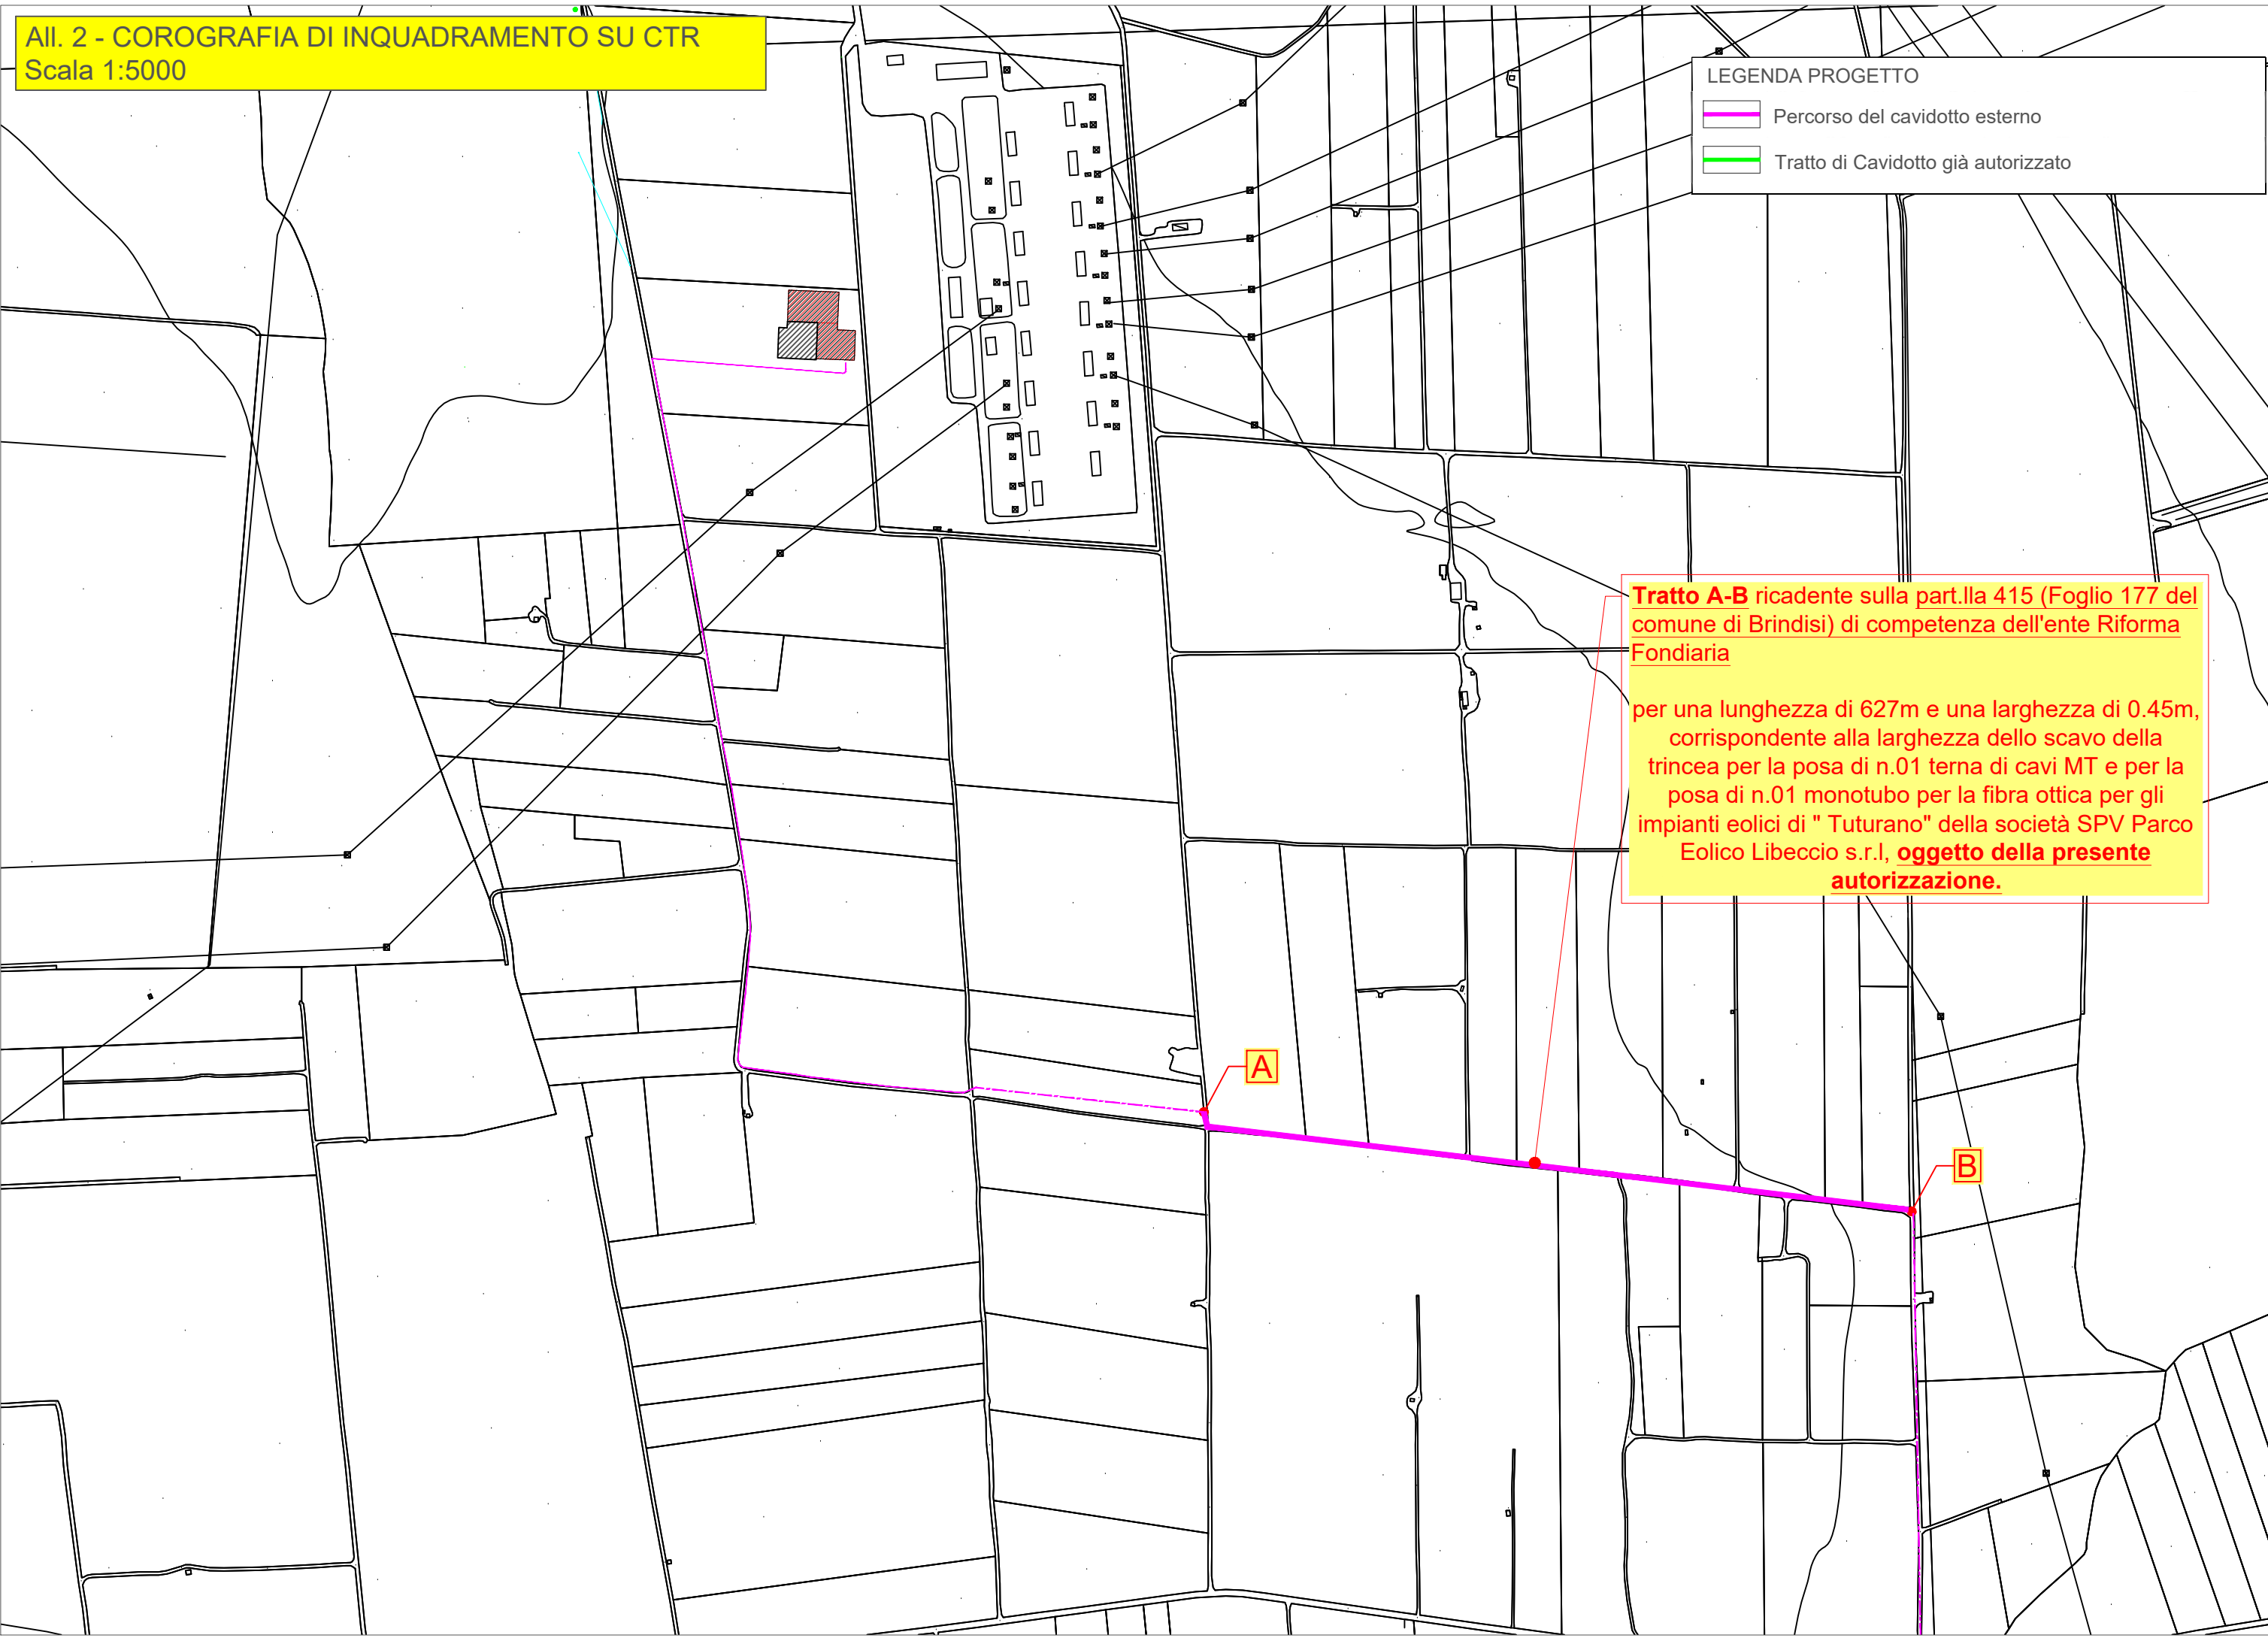 All. 2 - COROGRAFIA DI INQUADRAMENTO SU CTR
Scala 1:5000
LEGENDA PROGETTO
Percorso del cavidotto esterno
Tratto di Cavidotto già autorizzato
Tratto A-B ricadente sulla part.lla 415 (Foglio 177 del
comune di Brindisi) di competenza dell'ente Riforma
Fondiaria
per una lunghezza di 627m e una larghezza di 0.45m,
corrispondente alla larghezza dello scavo della
trincea per la posa di n.01 terna di cavi MT e per la
posa di n.01 monotubo per la fibra ottica per gli
impianti eolici di " Tuturano" della società SPV Parco
Eolico Libeccio s.r.l, oggetto della presente
autorizzazione.
A
B